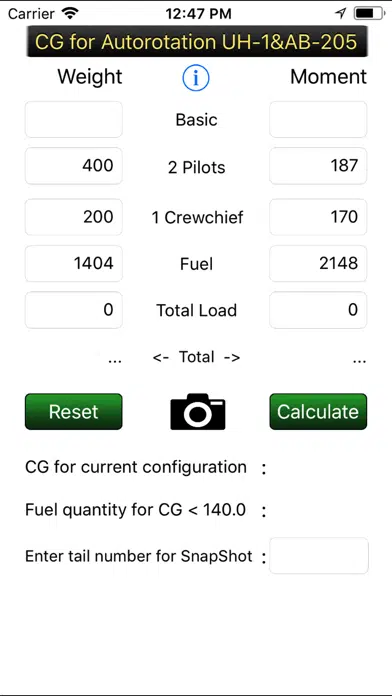 Carrier 12:47 PM
CG for Autorotation UH-1&AB-205
Weight i Moment
Basic
400 2 Pilots 187
200 1 Crewchief 170
1404 Fuel 2148
0 Total Load 0
... <- Total -> ...
Reset Calculate
CG for current configuration :
Fuel quantity for CG < 140.0 :
Enter tail number for SnapShot :